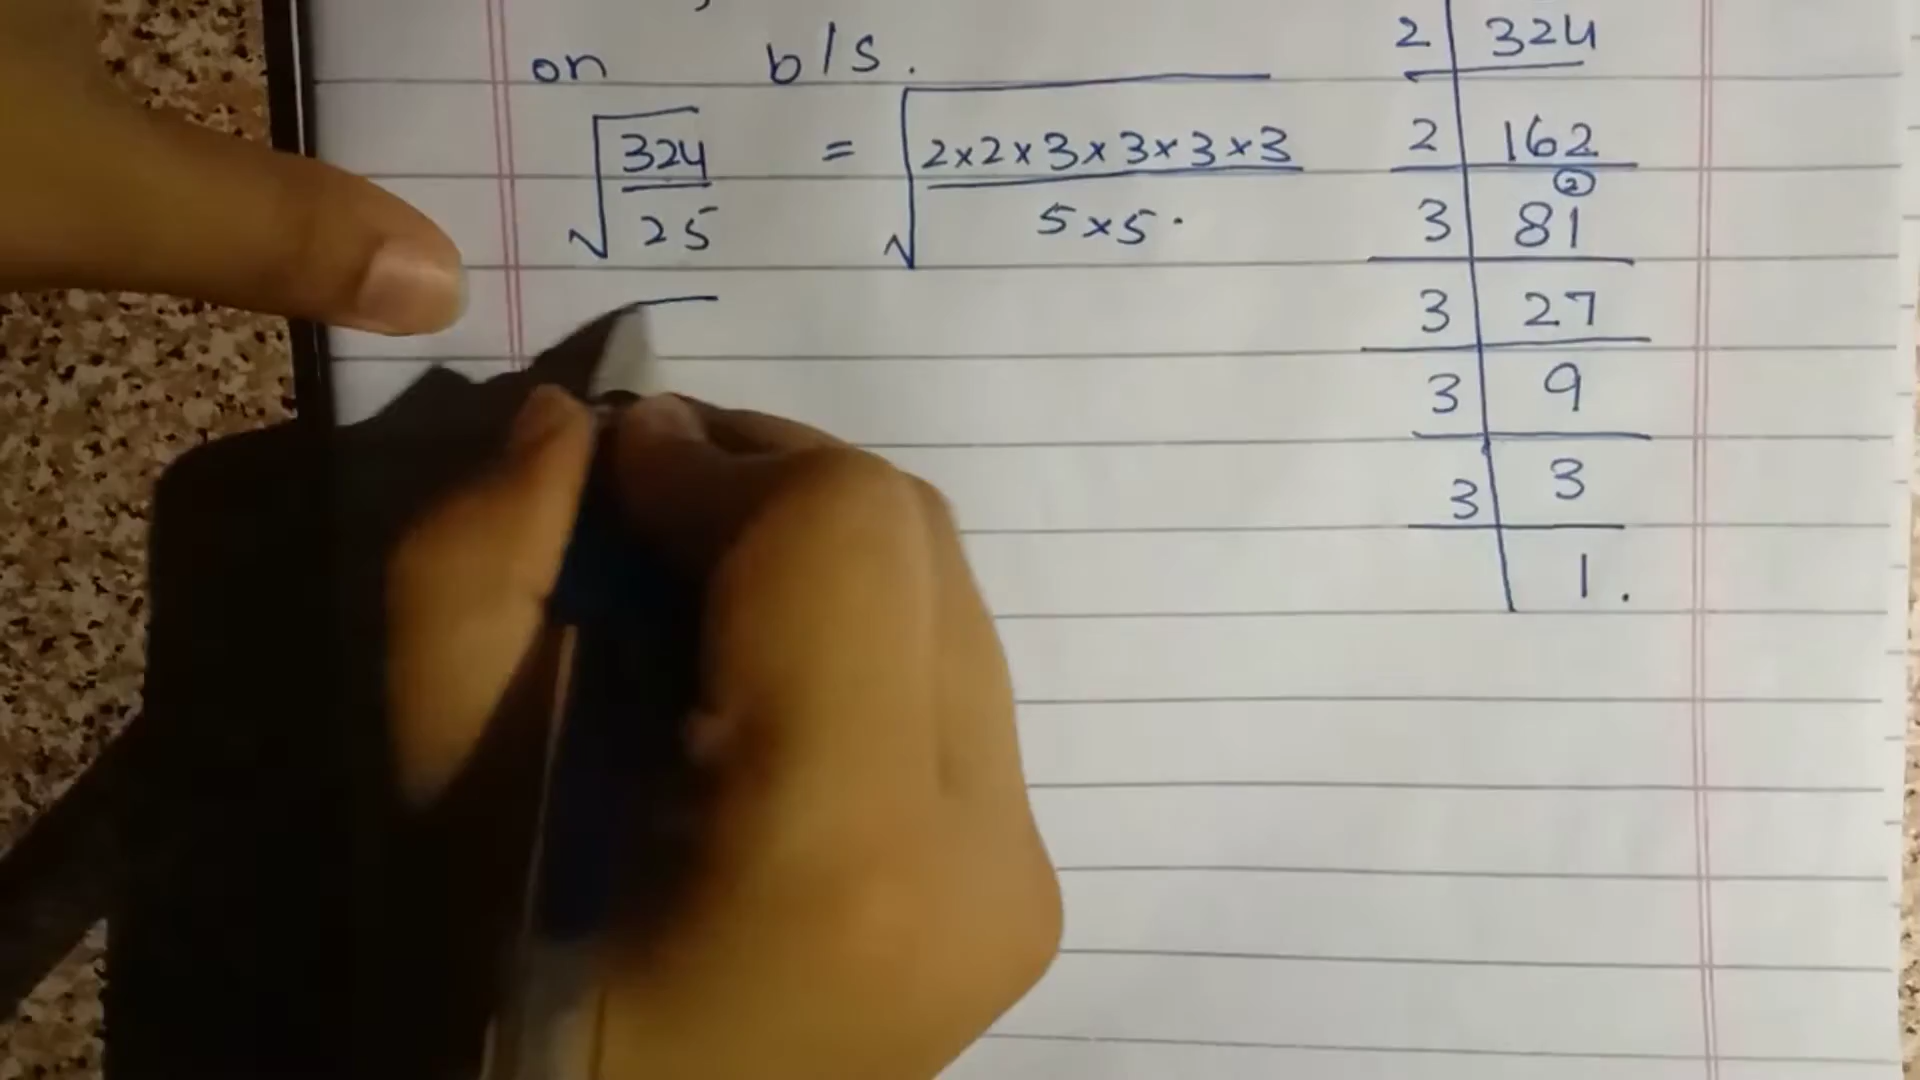 on b/s.
√(324/25) = √(2×2×3×3×3×3/5×5.)
2 | 324
2 | 162
②
3 | 81
3 | 27
3 | 9
3 | 3
| 1.